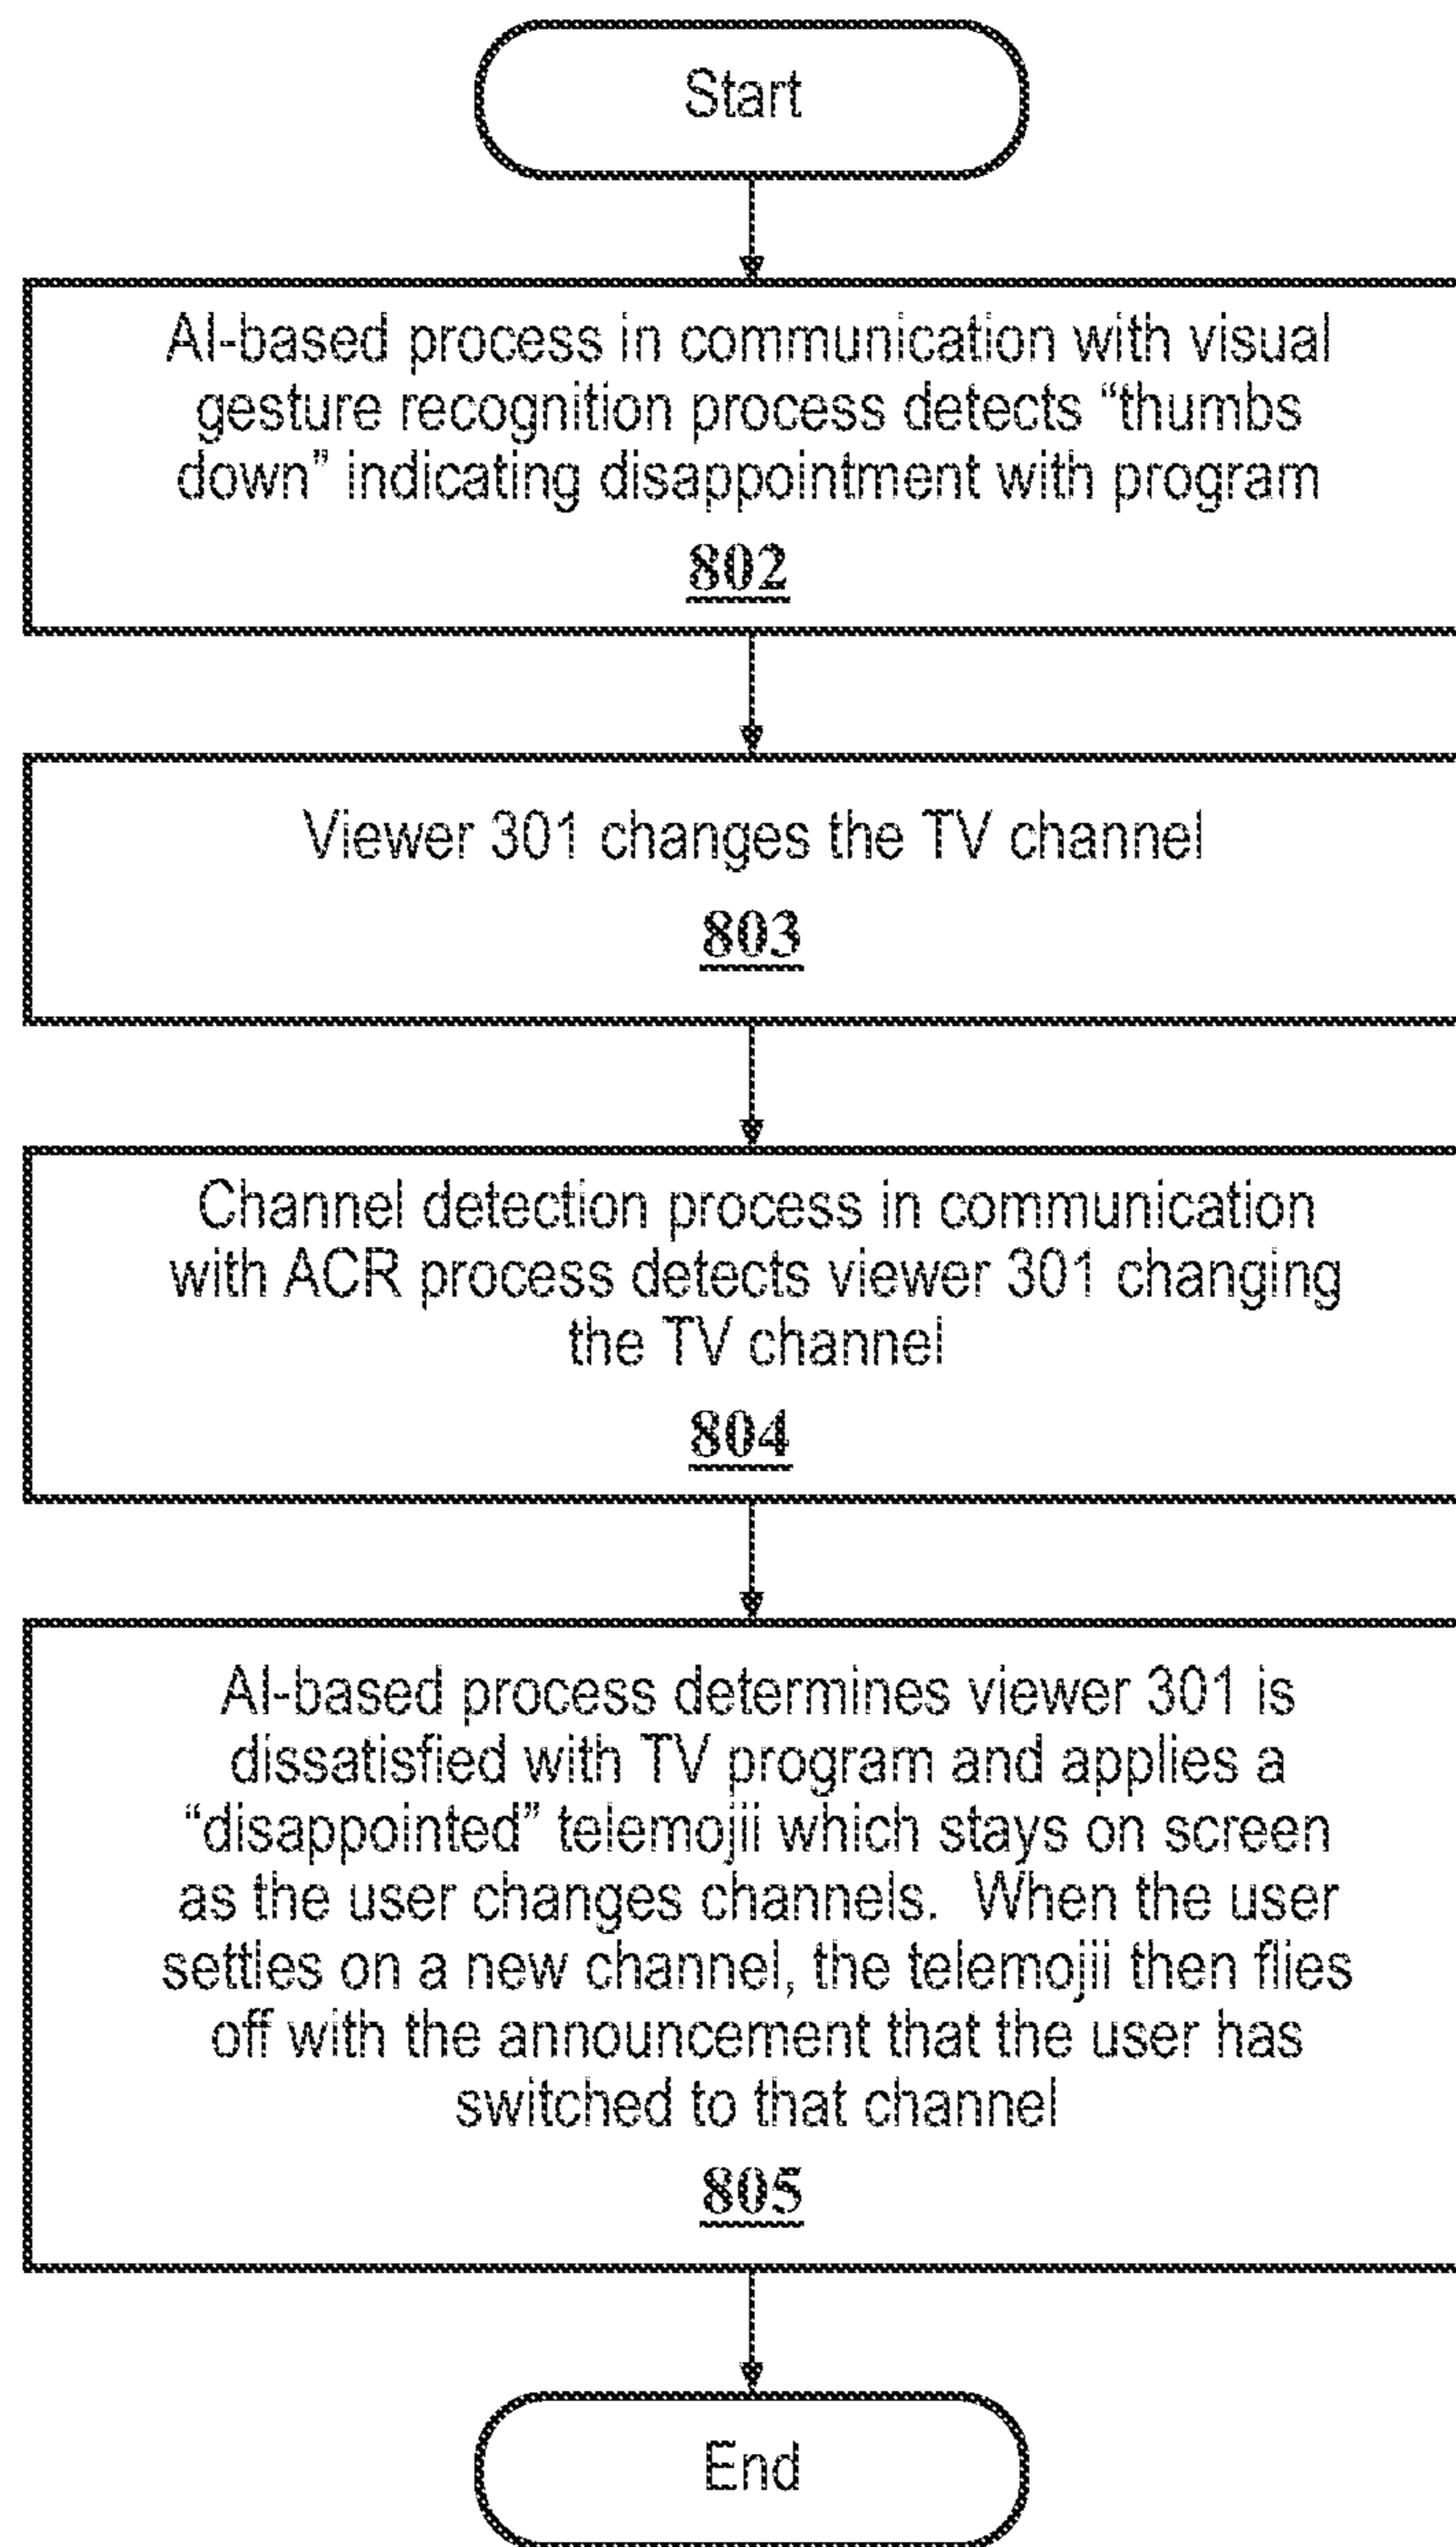 Start
AI-based process in communication with visual
gesture recognition process detects “thumbs
down” indicating disappointment with program
802
Viewer 301 changes the TV channel
803
Channel detection process in communication
with ACR process detects viewer 301 changing
the TV channel
804
AI-based process determines viewer 301 is
dissatisfied with TV program and applies a
“disappointed” telemojii which stays on screen
as the user changes channels.  When the user
settles on a new channel, the telemojii then flies
off with the announcement that the user has
switched to that channel
805
End